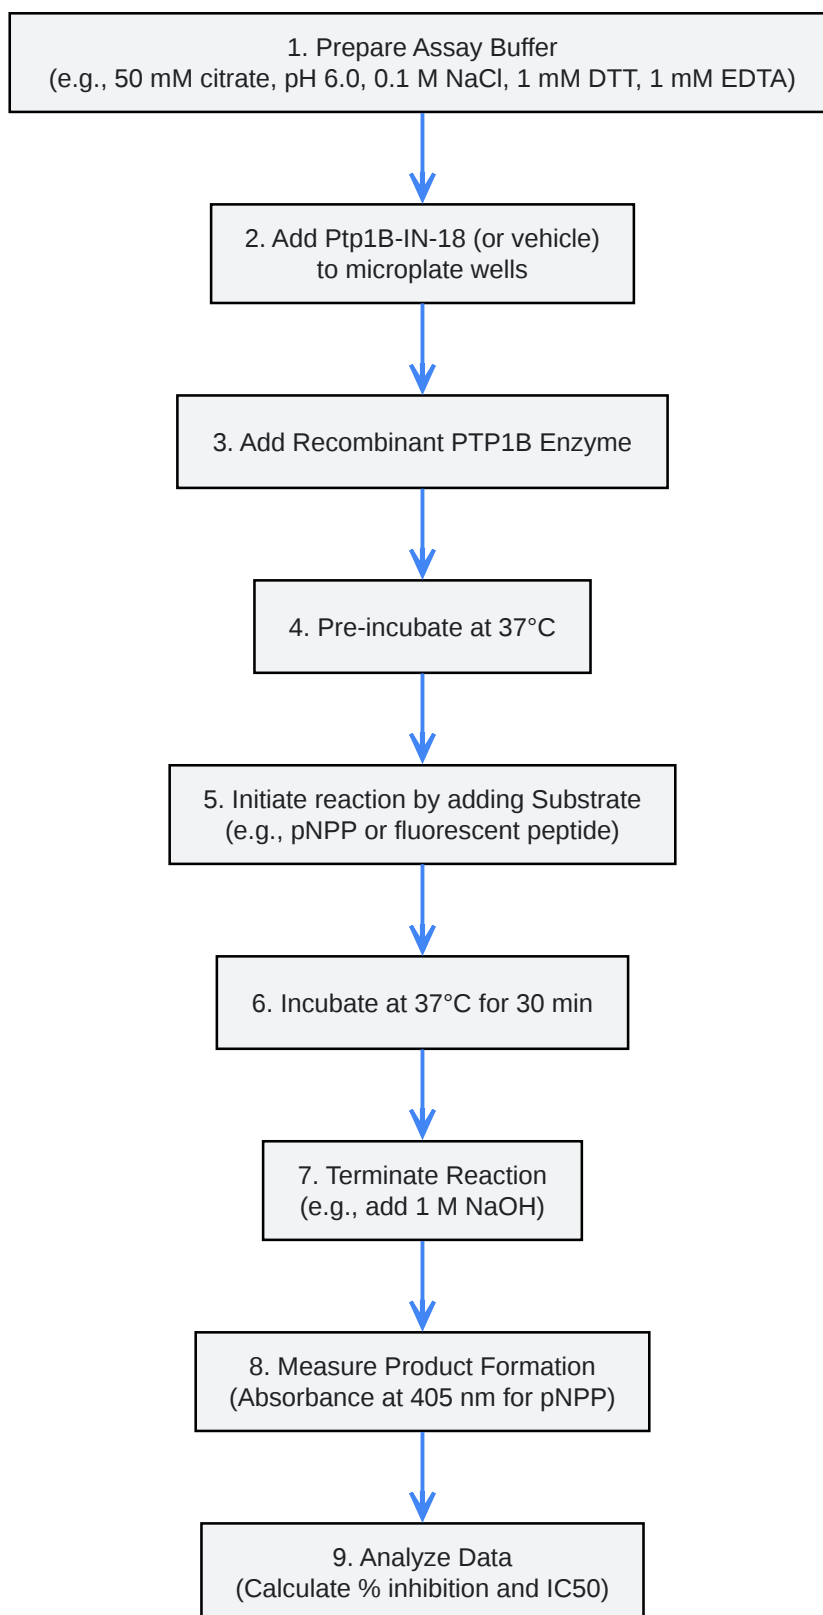 1. Prepare Assay Buffer
(e.g., 50 mM citrate, pH 6.0, 0.1 M NaCl, 1 mM DTT, 1 mM EDTA)
2. Add Ptp1B-IN-18 (or vehicle)
to microplate wells
3. Add Recombinant PTP1B Enzyme
4. Pre-incubate at 37°C
5. Initiate reaction by adding Substrate
(e.g., pNPP or fluorescent peptide)
6. Incubate at 37°C for 30 min
7. Terminate Reaction
(e.g., add 1 M NaOH)
8. Measure Product Formation
(Absorbance at 405 nm for pNPP)
9. Analyze Data
(Calculate % inhibition and IC50)